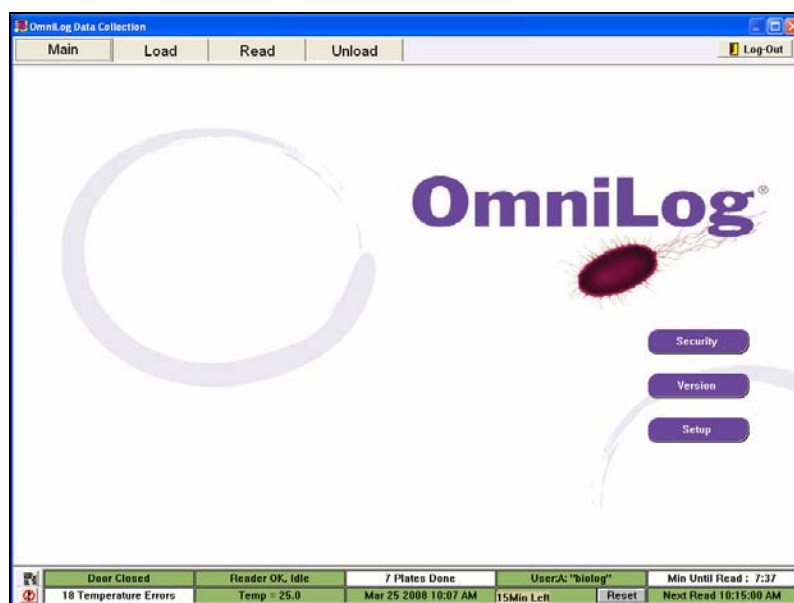 OmniLog Data Collection
Main Load Read Unload Log-Out
OmniLog®
Security
Version
Setup
Door Closed Reader OK, Idle 7 Plates Done User:A: "biolog" Min Until Read : 7:37
18 Temperature Errors Temp = 25.0 Mar 25 2008 10:07 AM 15Min Left Reset Next Read 10:15:00 AM